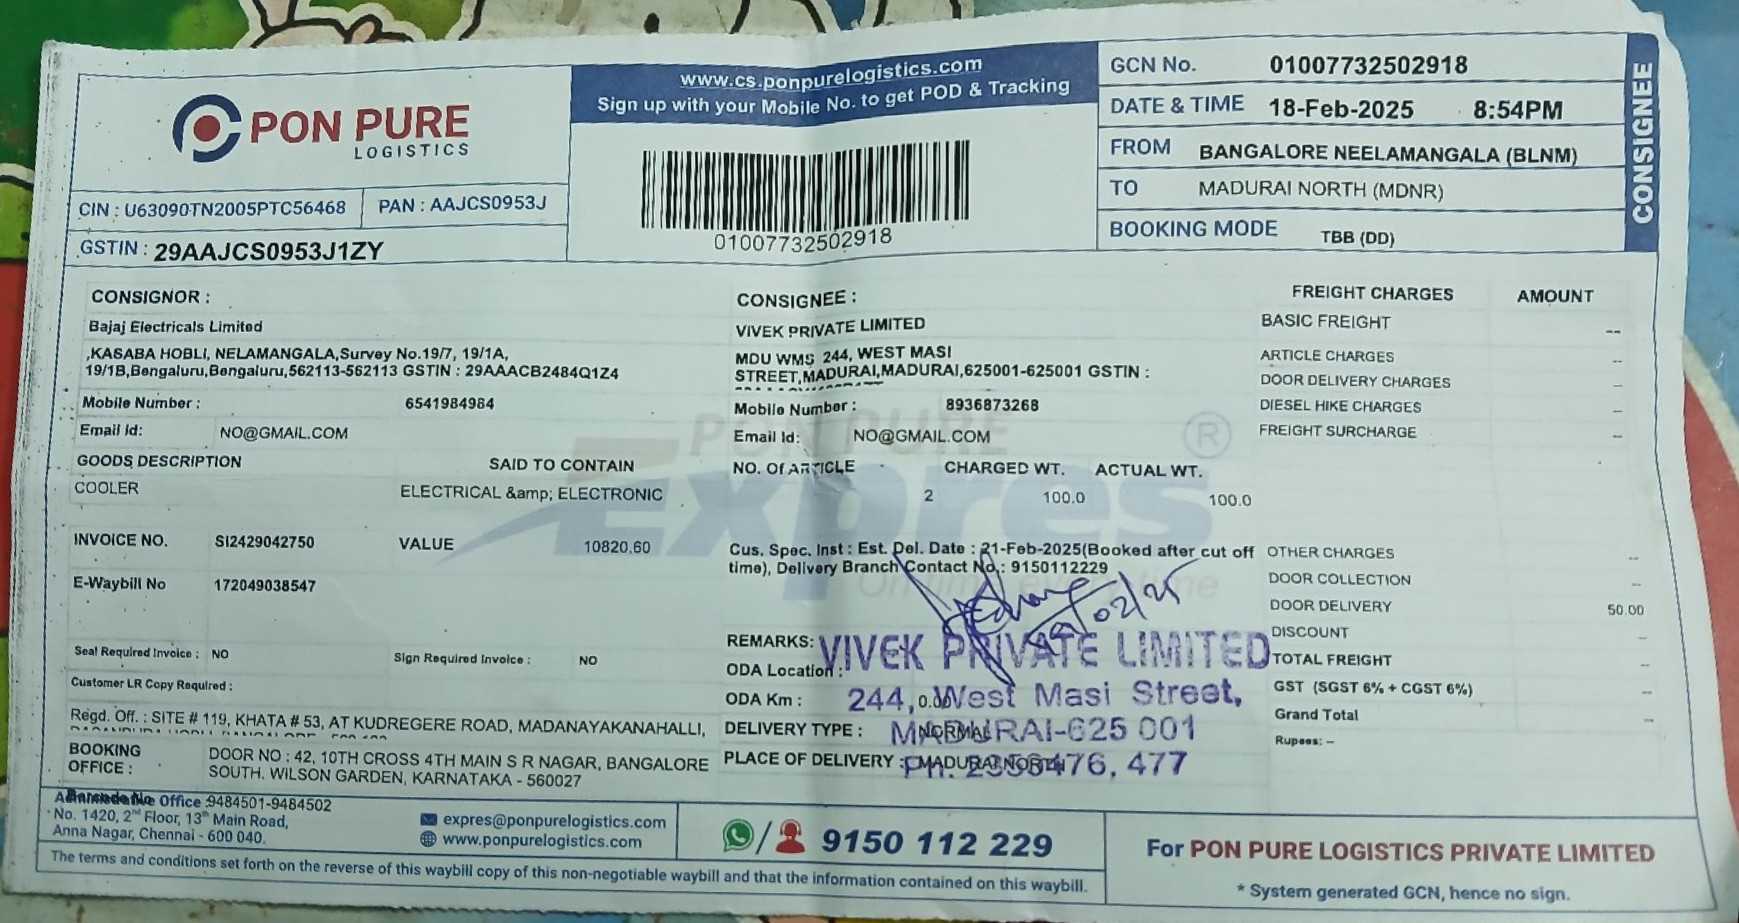 PON PURE
LOGISTICS
CIN : U63090TN2005PTC56468
PAN : AAJCS0953J
GSTIN : 29AAJCS0953J1ZY
www.cs.ponpurelogistics.com
Sign up with your Mobile No. to get POD & Tracking
01007732502918
GCN No. 01007732502918
DATE & TIME 18-Feb-2025 8:54PM
FROM BANGALORE NEELAMANGALA (BLNM)
TO MADURAI NORTH (MDNR)
BOOKING MODE TBB (DD)
CONSIGNEE
CONSIGNOR :
Bajaj Electricals Limited
,KASABA HOBLI, NELAMANGALA,Survey No.19/7, 19/1A,
19/1B,Bengaluru,Bengaluru,562113-562113 GSTIN : 29AAACB2484Q1Z4
Mobile Number : 6541984984
Email Id: NO@GMAIL.COM
GOODS DESCRIPTION SAID TO CONTAIN
COOLER ELECTRICAL &amp; ELECTRONIC
INVOICE NO. SI2429042750 VALUE 10820.60
E-Waybill No 172049038547
Seal Required Invoice : NO Sign Required Invoice : NO
Customer LR Copy Required :
Regd. Off. : SITE # 119, KHATA # 53, AT KUDREGERE ROAD, MADANAYAKANAHALLI,
BOOKING OFFICE : DOOR NO : 42, 10TH CROSS 4TH MAIN S R NAGAR, BANGALORE
SOUTH. WILSON GARDEN, KARNATAKA - 560027
CONSIGNEE :
VIVEK PRIVATE LIMITED
MDU WMS 244, WEST MASI
STREET,MADURAI,MADURAI,625001-625001 GSTIN :
Mobile Number : 8936873268
Email Id: NO@GMAIL.COM
NO. Of ARTICLE CHARGED WT. ACTUAL WT.
2 100.0 100.0
PON PURE
Expres
®
Cus. Spec. Inst : Est. Del. Date : 21-Feb-2025(Booked after cut off
time), Delivery Branch Contact No.: 9150112229
REMARKS:
ODA Location :
ODA Km : 0.00
DELIVERY TYPE : NORMAL
PLACE OF DELIVERY : MADURAI NORTH
VIVEK PRIVATE LIMITED
244, West Masi Street,
MADURAI-625 001
FREIGHT CHARGES AMOUNT
BASIC FREIGHT --
ARTICLE CHARGES --
DOOR DELIVERY CHARGES --
DIESEL HIKE CHARGES --
FREIGHT SURCHARGE --
OTHER CHARGES --
DOOR COLLECTION --
DOOR DELIVERY 50.00
DISCOUNT --
TOTAL FREIGHT --
GST (SGST 6% + CGST 6%) --
Grand Total --
Rupees: --
Administrative Office :9484501-9484502
Barcode No
No. 1420, 2nd Floor, 13th Main Road,
Anna Nagar, Chennai - 600 040.
expres@ponpurelogistics.com
www.ponpurelogistics.com
/ 9150 112 229
For PON PURE LOGISTICS PRIVATE LIMITED
* System generated GCN, hence no sign.
The terms and conditions set forth on the reverse of this waybill copy of this non-negotiable waybill and that the information contained on this waybill.